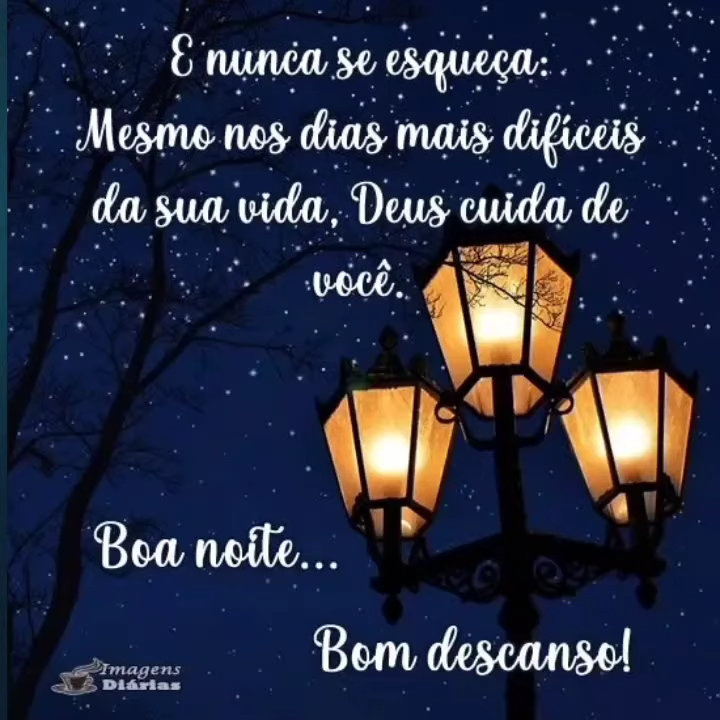 E nunca se esqueça:
Mesmo nos dias mais difíceis
da sua vida, Deus cuida de
você.
Boa noite...
Bom descanso!
Imagens
Diárias